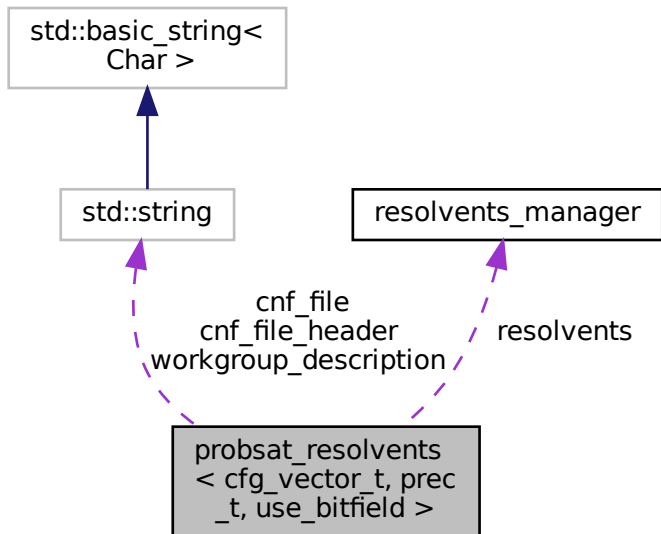 std::basic_string<
Char >
std::string
resolvents_manager
cnf_file
cnf_file_header
workgroup_description
resolvents
probsat_resolvents
< cfg_vector_t, prec
_t, use_bitfield >